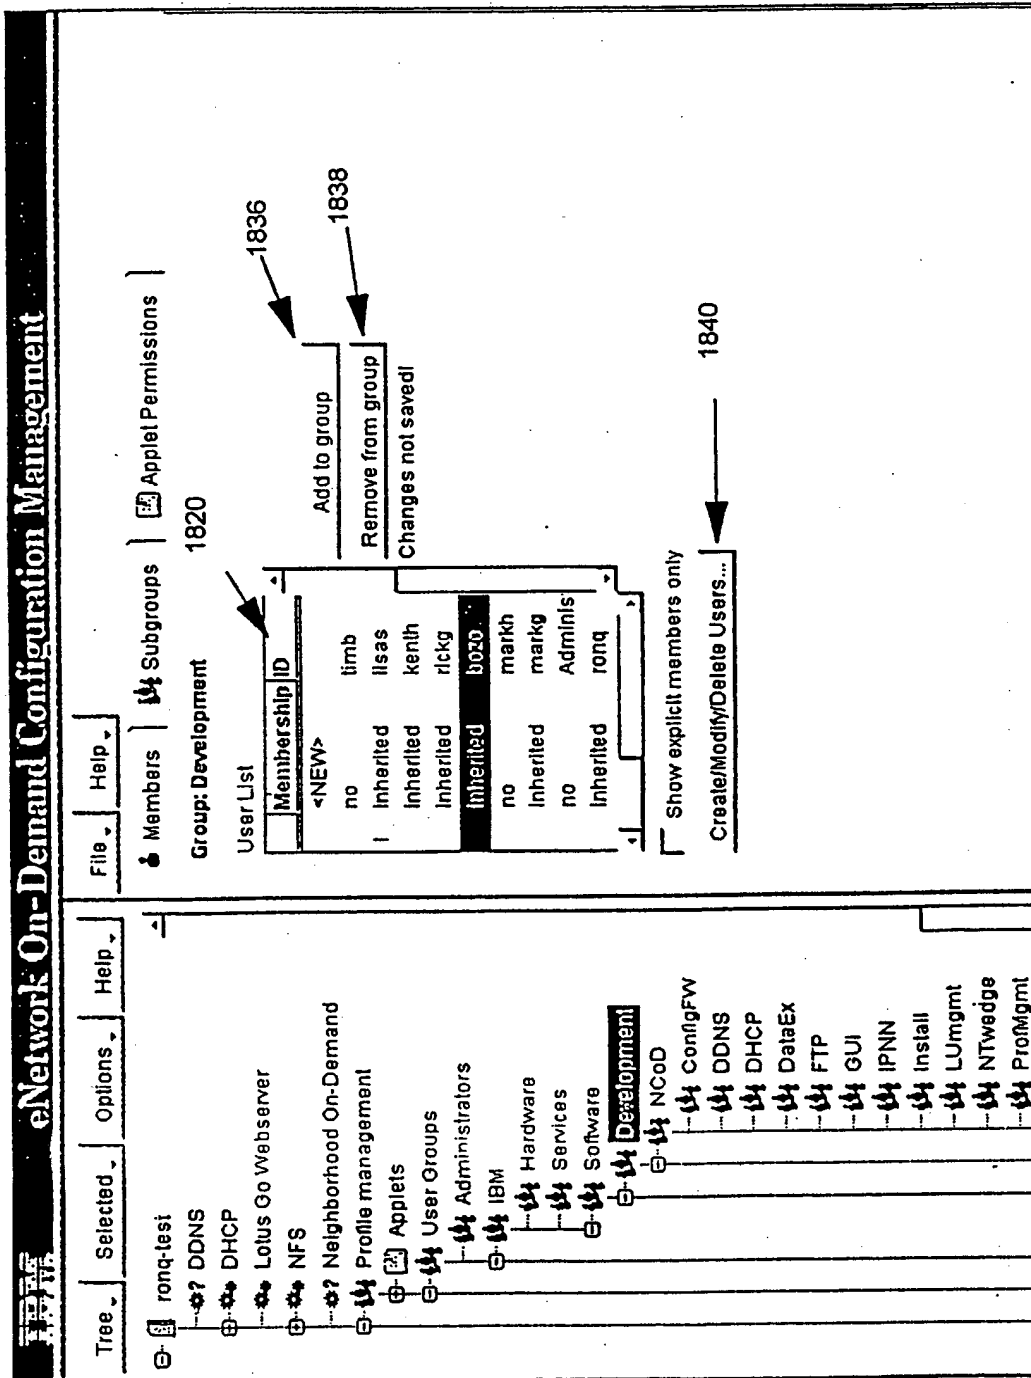 IBM
eNetwork On-Demand Configuration Management
Tree Selected Options Help
ronq-test
? DDNS
DHCP
Lotus Go Webserver
NFS
? Neighborhood On-Demand
Profile management
Applets
User Groups
Administrators
IBM
Hardware
Services
Software
Development
NCoD
ConfigFW
DDNS
DHCP
DataEx
FTP
GUI
IPNN
Install
LUmgmt
NTwedge
ProfMgmt
File Help
Members Subgroups Applet Permissions
Group: Development
1820
User List
Membership ID
<NEW>
no timb
Inherited lisas
Inherited kenth
Inherited rickg
Inherited bozo
no markh
Inherited markg
no Adminis
Inherited ronq
Add to group
1836
Remove from group
1838
Changes not saved!
Show explicit members only
Create/Modify/Delete Users...
1840